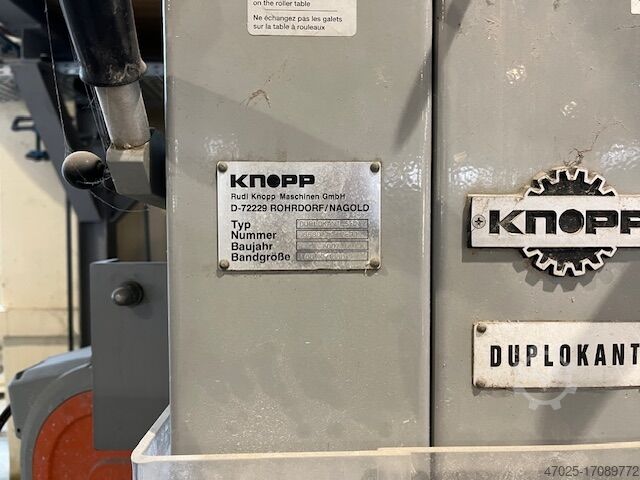 on the roller table
Ne échangez pas les galets
sur la table à rouleaux
KNOPP
Rudi Knopp Maschinen GmbH
D-72229 ROHRDORF/NAGOLD
Typ
Nummer
Baujahr
Bandgröße
KNOPP
DUPLOKANT
47025-17089772